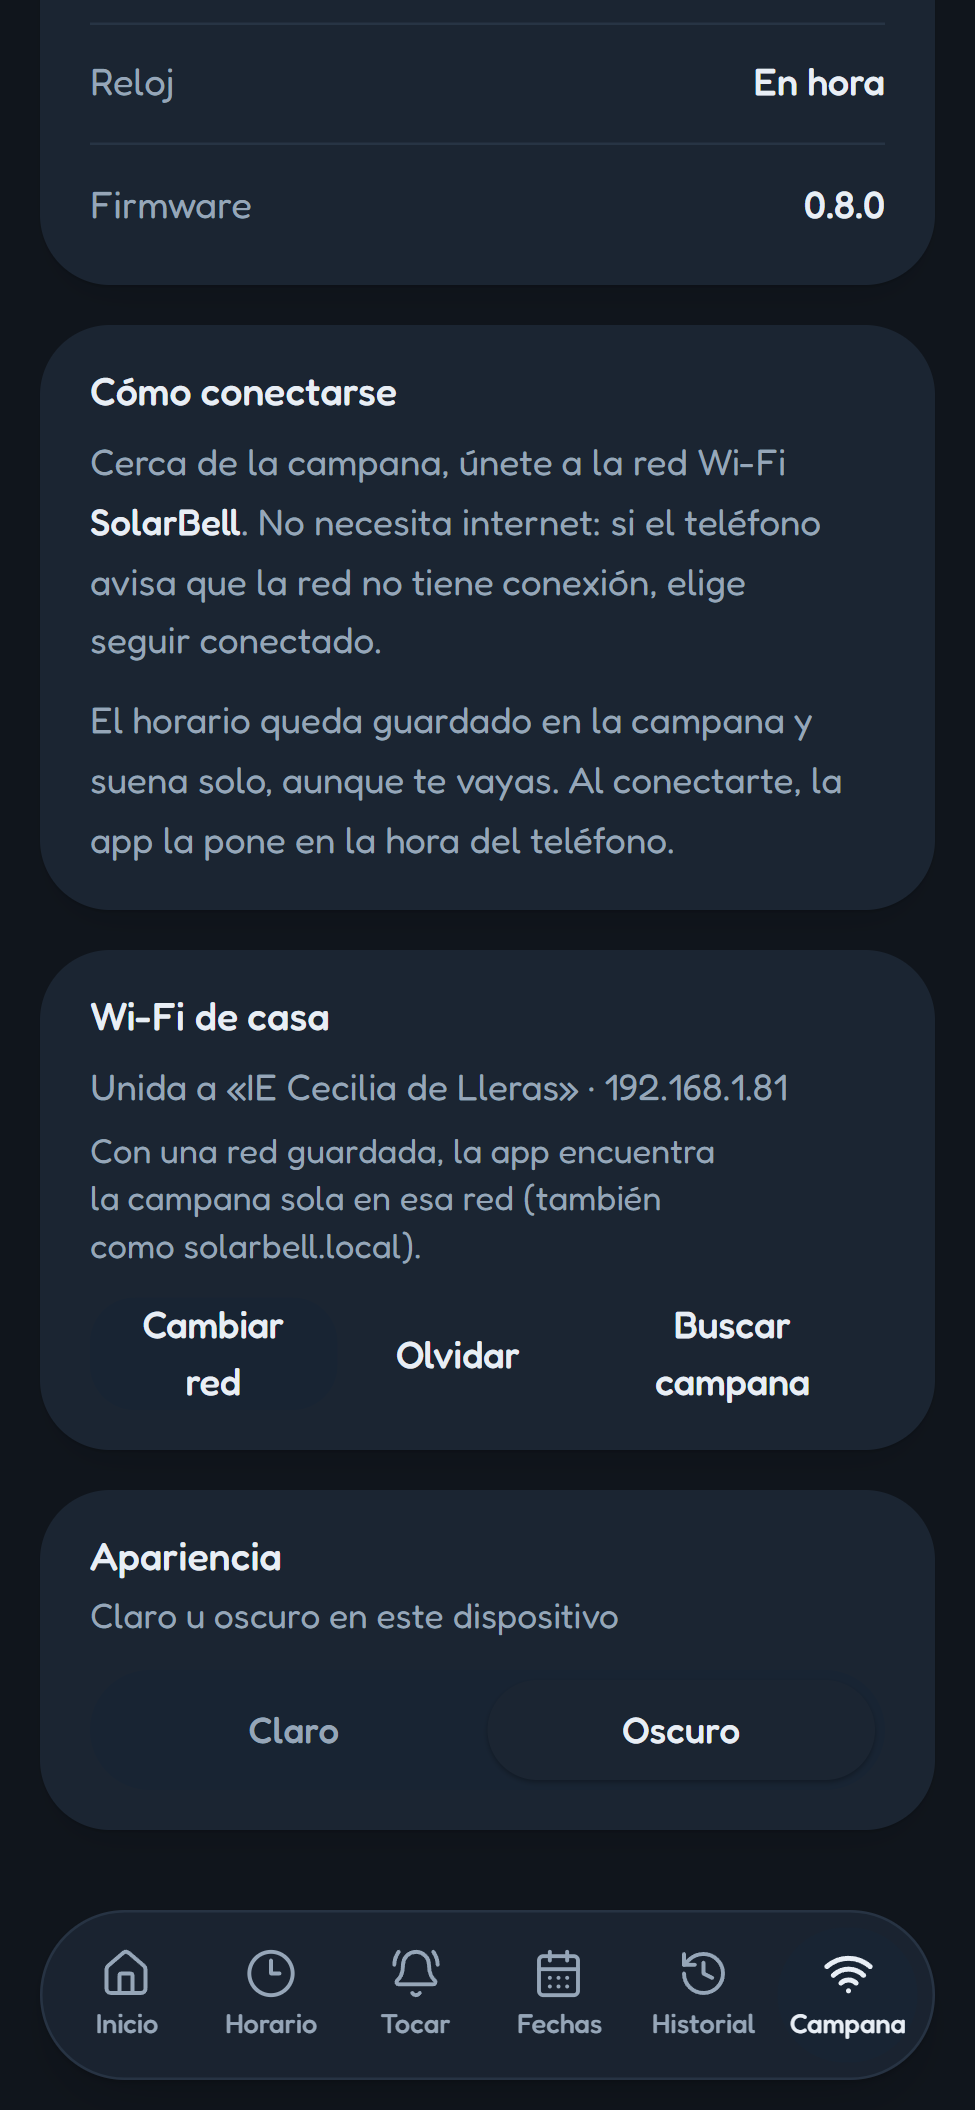 Reloj En hora
Firmware 0.8.0
Cómo conectarse
Cerca de la campana, únete a la red Wi-Fi
SolarBell. No necesita internet: si el teléfono
avisa que la red no tiene conexión, elige
seguir conectado.
El horario queda guardado en la campana y
suena solo, aunque te vayas. Al conectarte, la
app la pone en la hora del teléfono.
Wi-Fi de casa
Unida a «IE Cecilia de Lleras» · 192.168.1.81
Con una red guardada, la app encuentra
la campana sola en esa red (también
como solarbell.local).
Cambiar
red
Olvidar
Buscar
campana
Apariencia
Claro u oscuro en este dispositivo
Claro Oscuro
Inicio Horario Tocar Fechas Historial Campana